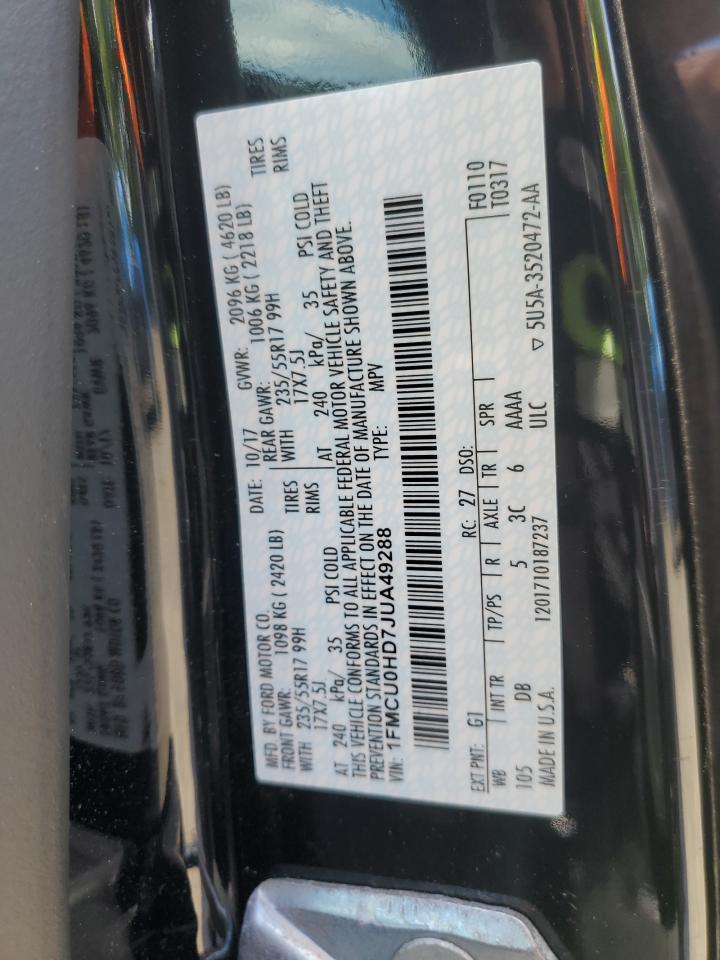 MFD. BY FORD MOTOR CO.
DATE: 10/17 GVWR: 2096 KG ( 4620 LB)
FRONT GAWR: 1098 KG ( 2420 LB) REAR GAWR: 1006 KG ( 2218 LB)
WITH 235/55R17 99H TIRES WITH 235/55R17 99H TIRES
17X7.5J RIMS 17X7.5J RIMS
AT 240 kPa/ 35 PSI COLD AT 240 kPa/ 35 PSI COLD
THIS VEHICLE CONFORMS TO ALL APPLICABLE FEDERAL MOTOR VEHICLE SAFETY AND THEFT
PREVENTION STANDARDS IN EFFECT ON THE DATE OF MANUFACTURE SHOWN ABOVE.
VIN: 1FMCU0HD7JUA49288 TYPE: MPV
EXT PNT: G1 RC: 27 DSO: F0110
WB INT TR TP/PS R AXLE TR SPR T0317
105 DB 5 3C 6 AAAA
MADE IN U.S.A. 1201710187237 ULC ▽ 5U5A-3520472-AA